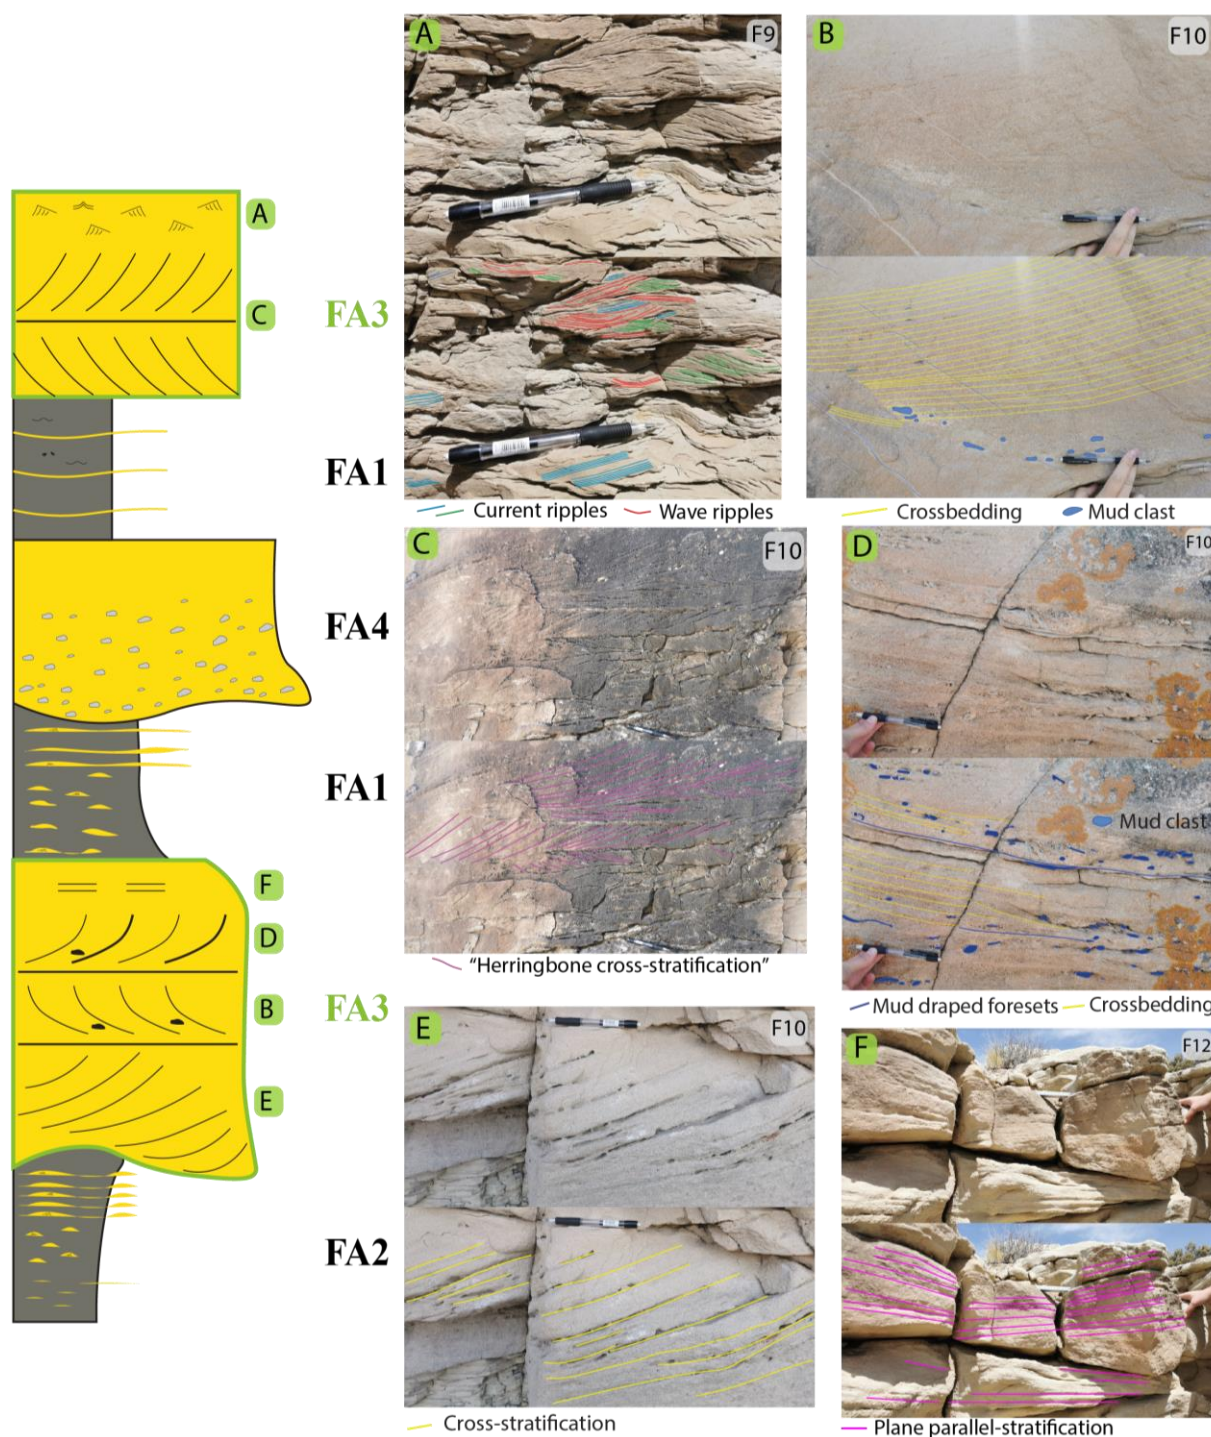 A
C
FA3
FA1
FA4
FA1
F
D
B
E
FA3
FA2
A
F9
Current ripples
Wave ripples
B
F10
Crossbedding
Mud clast
C
F10
"Herringbone cross-stratification"
D
F10
Mud clast
Mud draped foresets
Crossbedding
E
F10
Cross-stratification
F
F12
Plane parallel-stratification